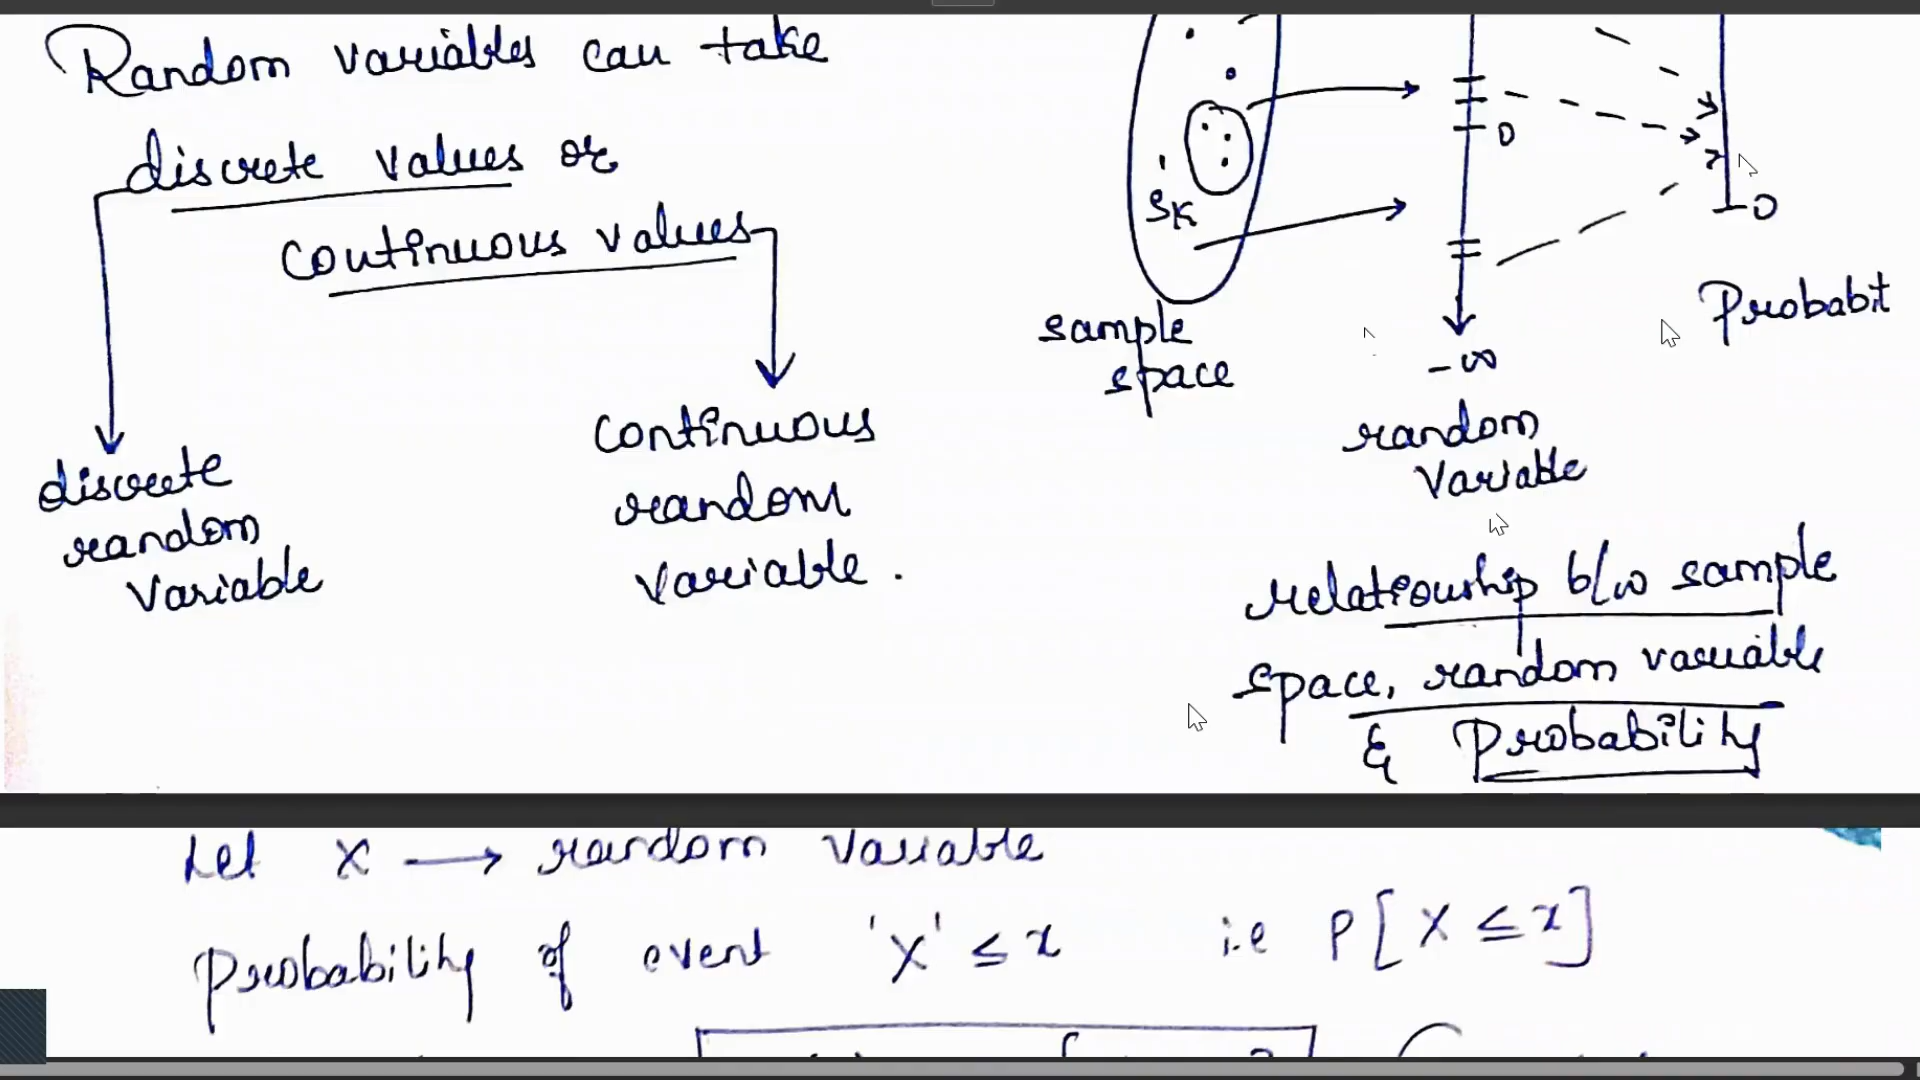 Random variables can take
discrete values or
continuous values
discrete
random
variable
continuous
random
variable.
SK
0
0
sample
space
-∞
random
variable
Probabit
relationship b/w sample
space, random variable
& Probability
Let X → random variable
probability of event 'X' ≤ x i.e P[X ≤ x]